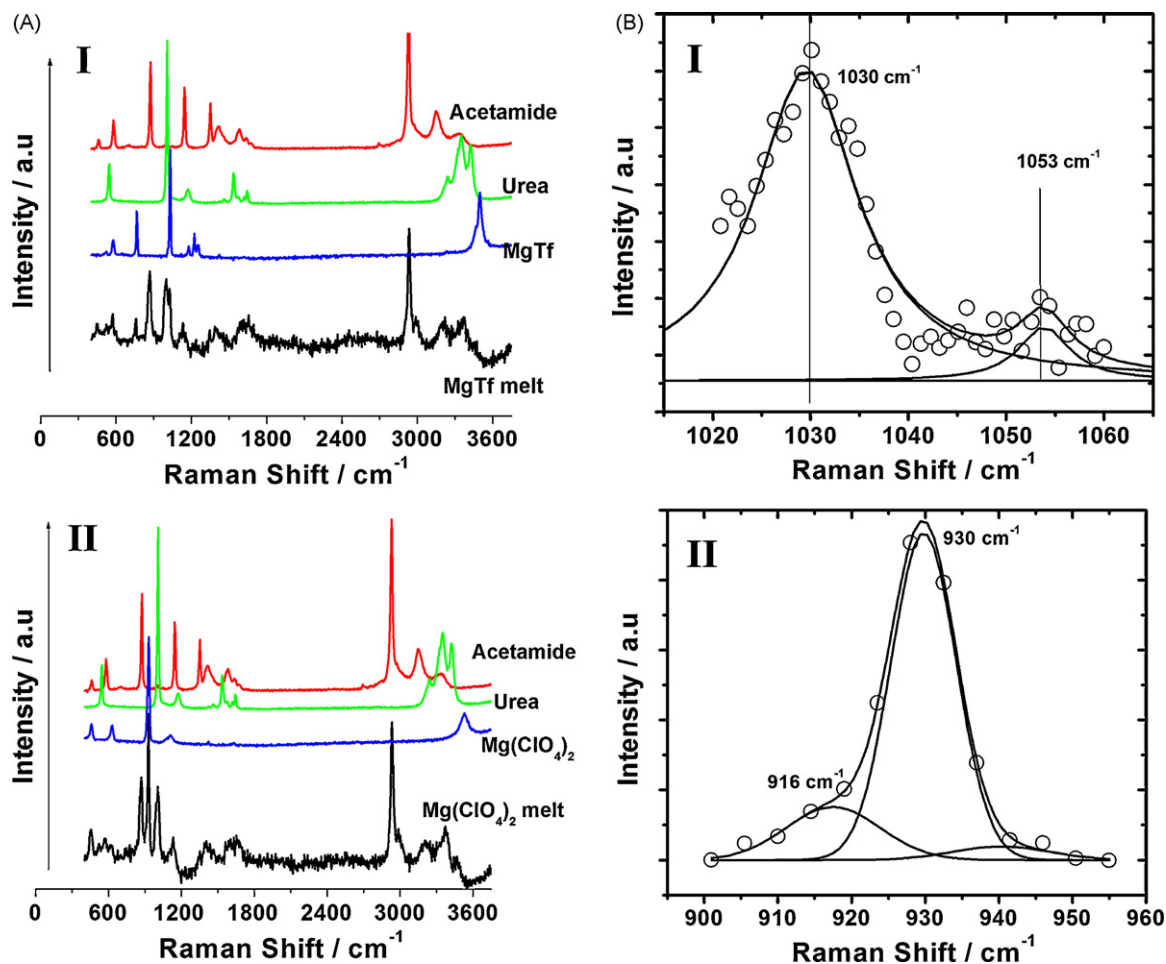 (A)
I
Intensity / a.u
Acetamide
Urea
MgTf
MgTf melt
0 600 1200 1800 2400 3000 3600
Raman Shift / cm⁻¹
(B)
I
Intensity / a.u
1030 cm⁻¹
1053 cm⁻¹
1020 1030 1040 1050 1060
Raman Shift / cm⁻¹
II
Intensity / a.u
Acetamide
Urea
Mg(ClO₄)₂
Mg(ClO₄)₂ melt
0 600 1200 1800 2400 3000 3600
Raman Shift / cm⁻¹
II
Intensity / a.u
930 cm⁻¹
916 cm⁻¹
900 910 920 930 940 950 960
Raman Shift / cm⁻¹